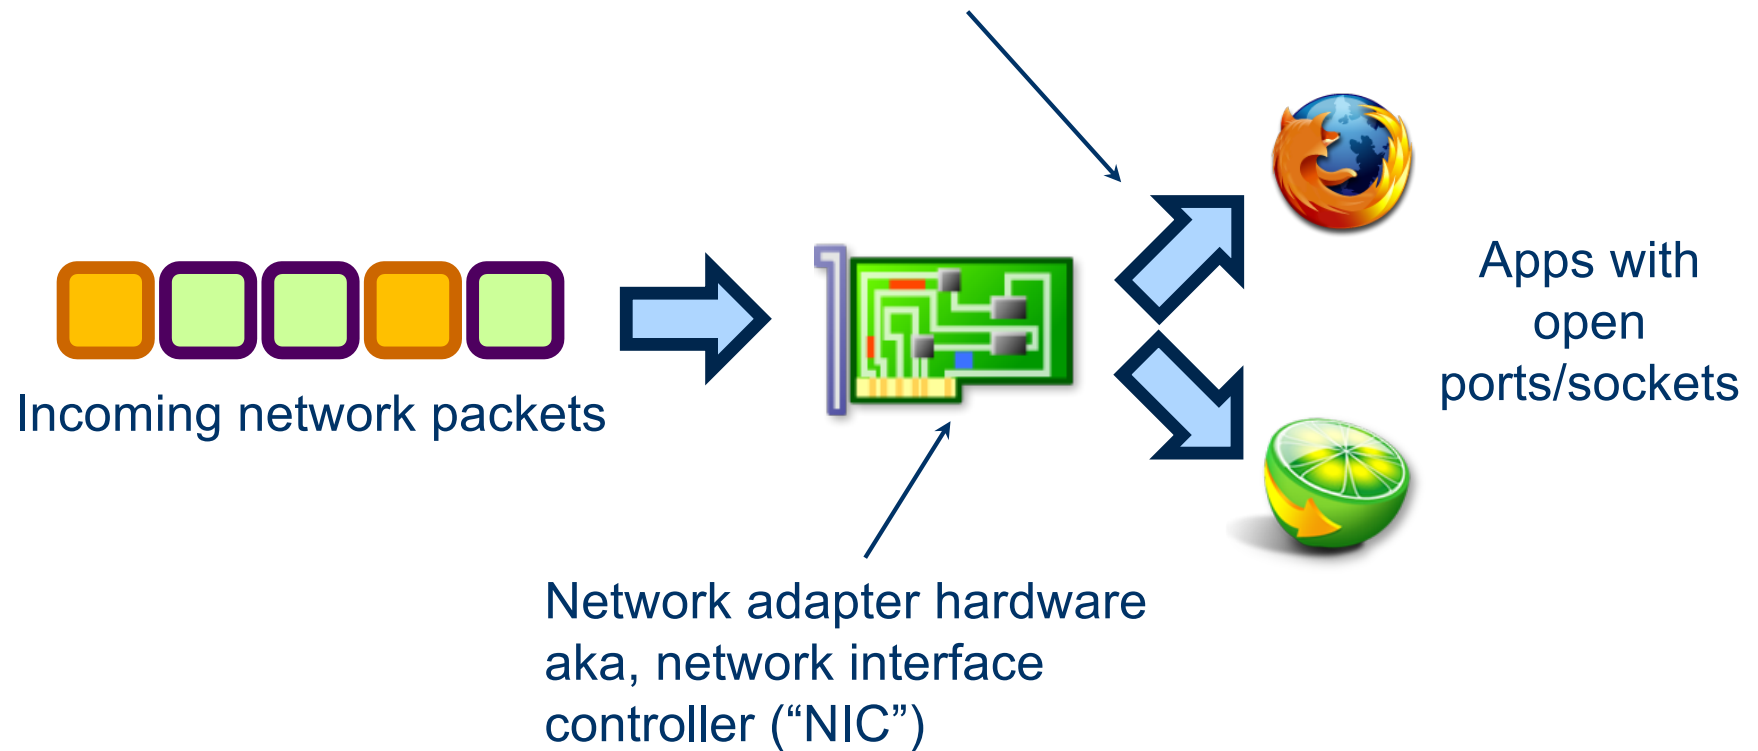 Incoming network packets
Apps with
open
ports/sockets
Network adapter hardware
aka, network interface
controller (“NIC”)